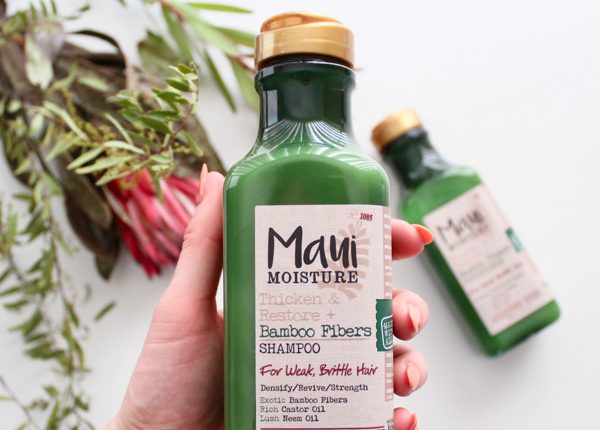 1085
Maui
MOISTURE
Thicken &
Restore +
Bamboo Fibers
SHAMPOO
For Weak, Brittle Hair
Densify/Revive/Strength
Exotic Bamboo Fibers
Rich Castor Oil
Lush Neem Oil
Maui